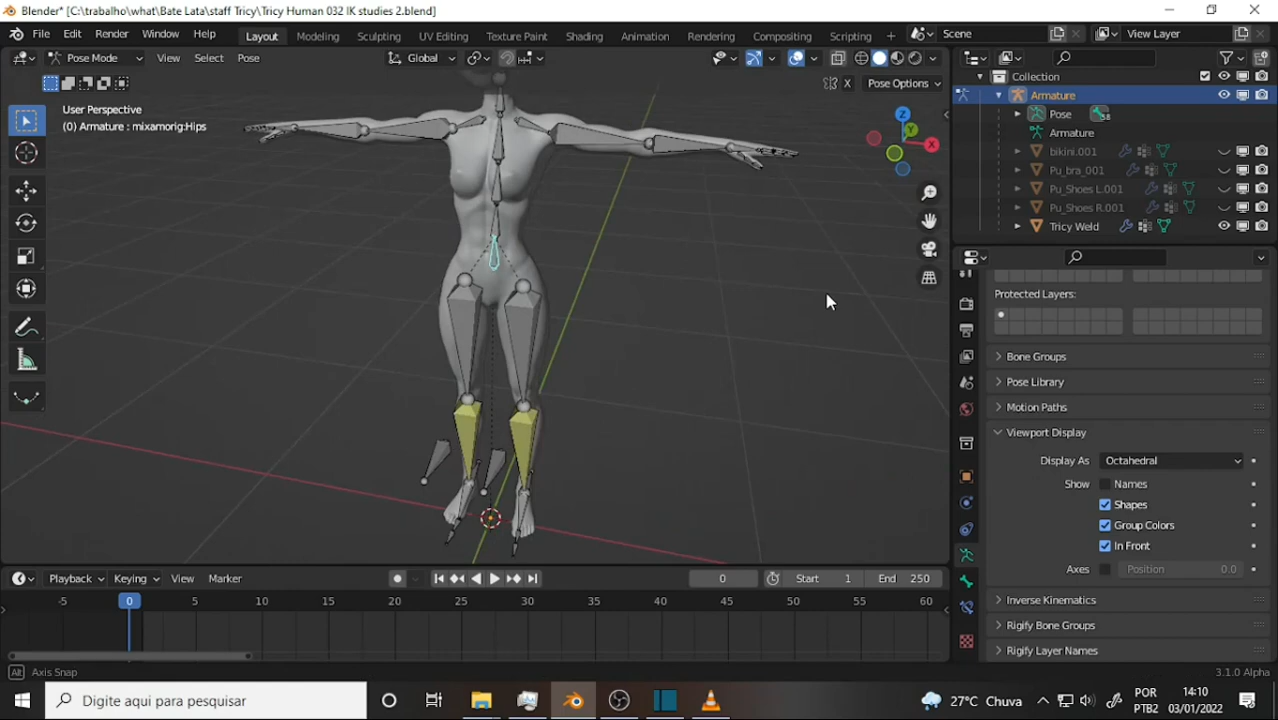 Blender* [C:\trabalho\what\Bate Lata\staff Tricy\Tricy Human 032 IK studies 2.blend]
File Edit Render Window Help Layout Modeling Sculpting UV Editing Texture Paint Shading Animation Rendering Compositing Scripting + Scene View Layer
Pose Mode View Select Pose Global
X Pose Options
User Perspective
(0) Armature : mixamorig:Hips
Z
Y
X
Collection
Armature
Pose 58
Armature
bikini.001
Pu_bra_001
Pu_Shoes L.001
Pu_Shoes R.001
Tricy Weld
Protected Layers:
Bone Groups
Pose Library
Motion Paths
Viewport Display
Display As Octahedral
Show Names
Shapes
Group Colors
In Front
Axes Position 0.0
Inverse Kinematics
Rigify Bone Groups
Rigify Layer Names
Playback Keying View Marker 0 Start 1 End 250
-5 0 5 10 15 20 25 30 35 40 45 50 55 60
Alt Axis Snap 3.1.0 Alpha
Digite aqui para pesquisar
27°C Chuva
POR
PTB2
14:10
03/01/2022